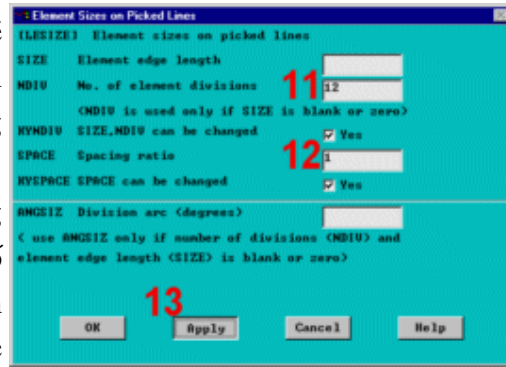 Element Sizes on Picked Lines
[LESIZE] Element sizes on picked lines
SIZE Element edge length
NDIV No. of element divisions 11 12
(NDIV is used only if SIZE is blank or zero)
KYNDIV SIZE,NDIV can be changed Yes
SPACE Spacing ratio 12 1
KYSPACE SPACE can be changed Yes
ANGSIZ Division arc (degrees)
( use ANGSIZ only if number of divisions (NDIV) and
element edge length (SIZE) is blank or zero)
13
OK Apply Cancel Help